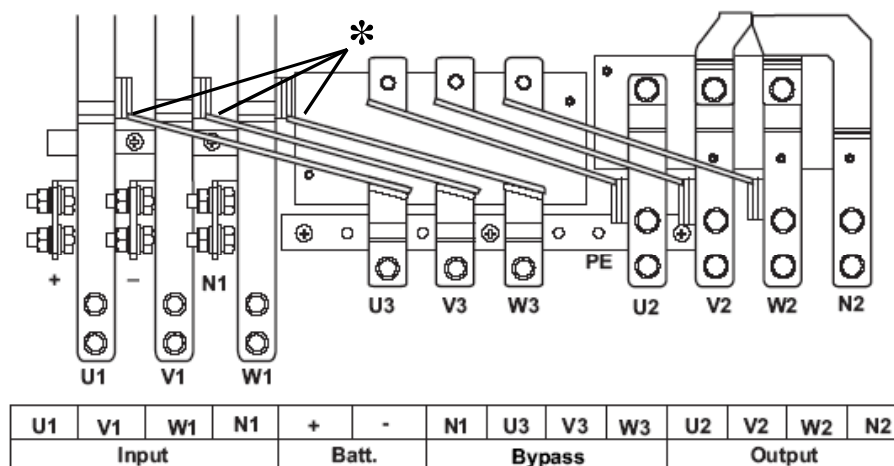 *
+ – N1 PE
U3 V3 W3 U2 V2 W2 N2
U1 V1 W1
U1 V1 W1 N1 + - N1 U3 V3 W3 U2 V2 W2 N2
Input Batt. Bypass Output